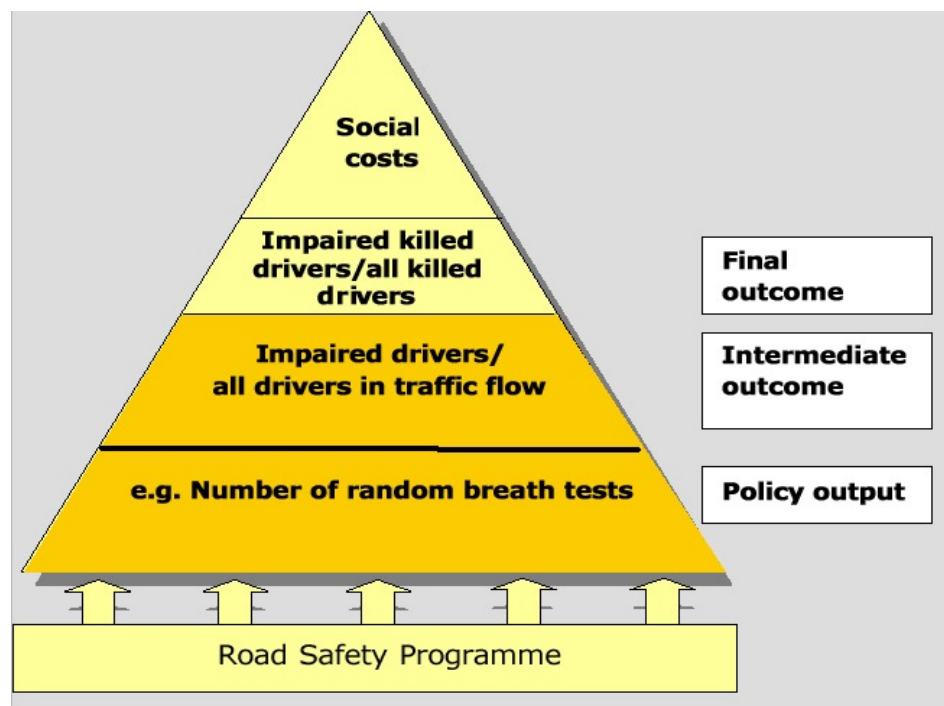 Social
costs
Impaired killed
drivers/all killed
drivers
Final
outcome
Impaired drivers/
all drivers in traffic flow
Intermediate
outcome
e.g. Number of random breath tests
Policy output
Road Safety Programme